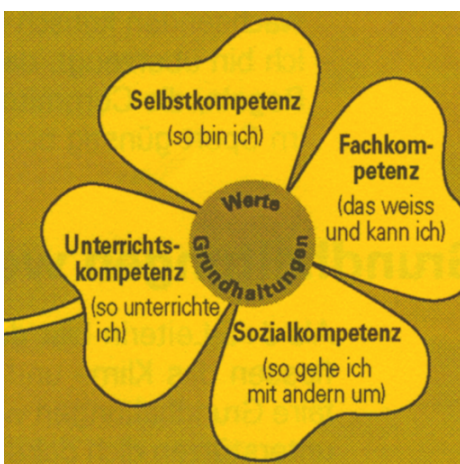 Selbstkompetenz
(so bin ich)
Fachkom-
petenz
(das weiss
und kann ich)
Werte
Grundhaltungen
Unterrichts-
kompetenz
(so unterrichte
ich)
Sozialkompetenz
(so gehe ich
mit andern um)